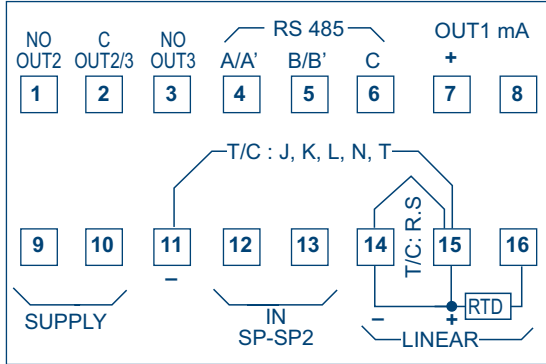 RS 485
OUT1 mA
NO C NO
OUT2 OUT2/3 OUT3 A/A' B/B' C +
1 2 3 4 5 6 7 8
T/C : J, K, L, N, T
T/C: R.S
9 10 11 12 13 14 15 16
–
RTD
– +
SUPPLY IN LINEAR
SP-SP2